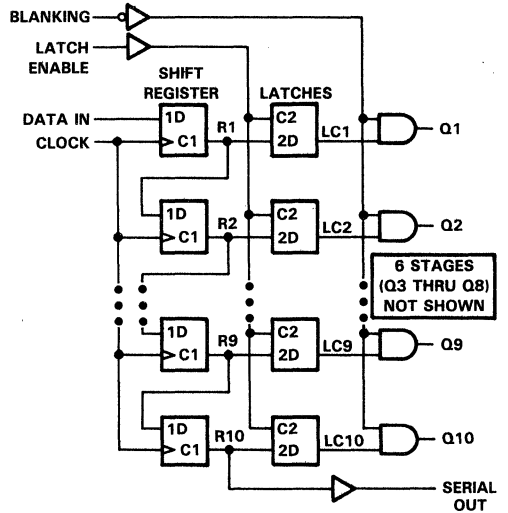 BLANKING
LATCH
ENABLE
SHIFT
REGISTER
LATCHES
DATA IN
CLOCK
1D
C1
R1
C2
2D
LC1
Q1
1D
C1
R2
C2
2D
LC2
Q2
6 STAGES
(Q3 THRU Q8)
NOT SHOWN
1D
C1
R9
C2
2D
LC9
Q9
1D
C1
R10
C2
2D
LC10
Q10
SERIAL
OUT